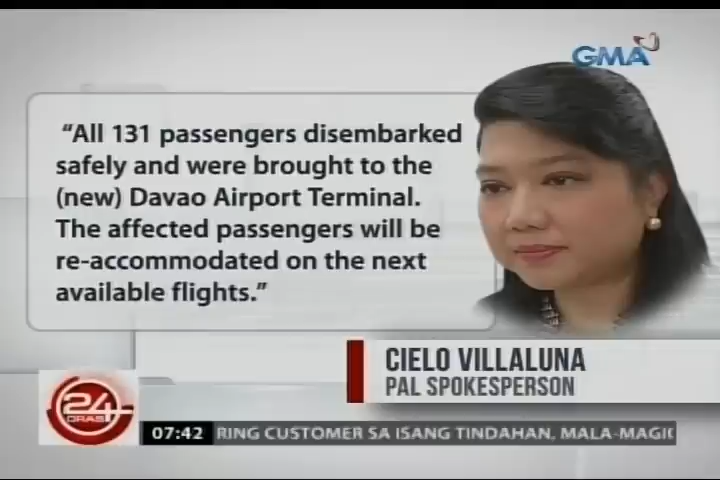 GMA
"All 131 passengers disembarked
safely and were brought to the
(new) Davao Airport Terminal.
The affected passengers will be
re-accommodated on the next
available flights."
CIELO VILLALUNA
PAL SPOKESPERSON
24
ORAS
07:42 RING CUSTOMER SA ISANG TINDAHAN, MALA-MAGIC